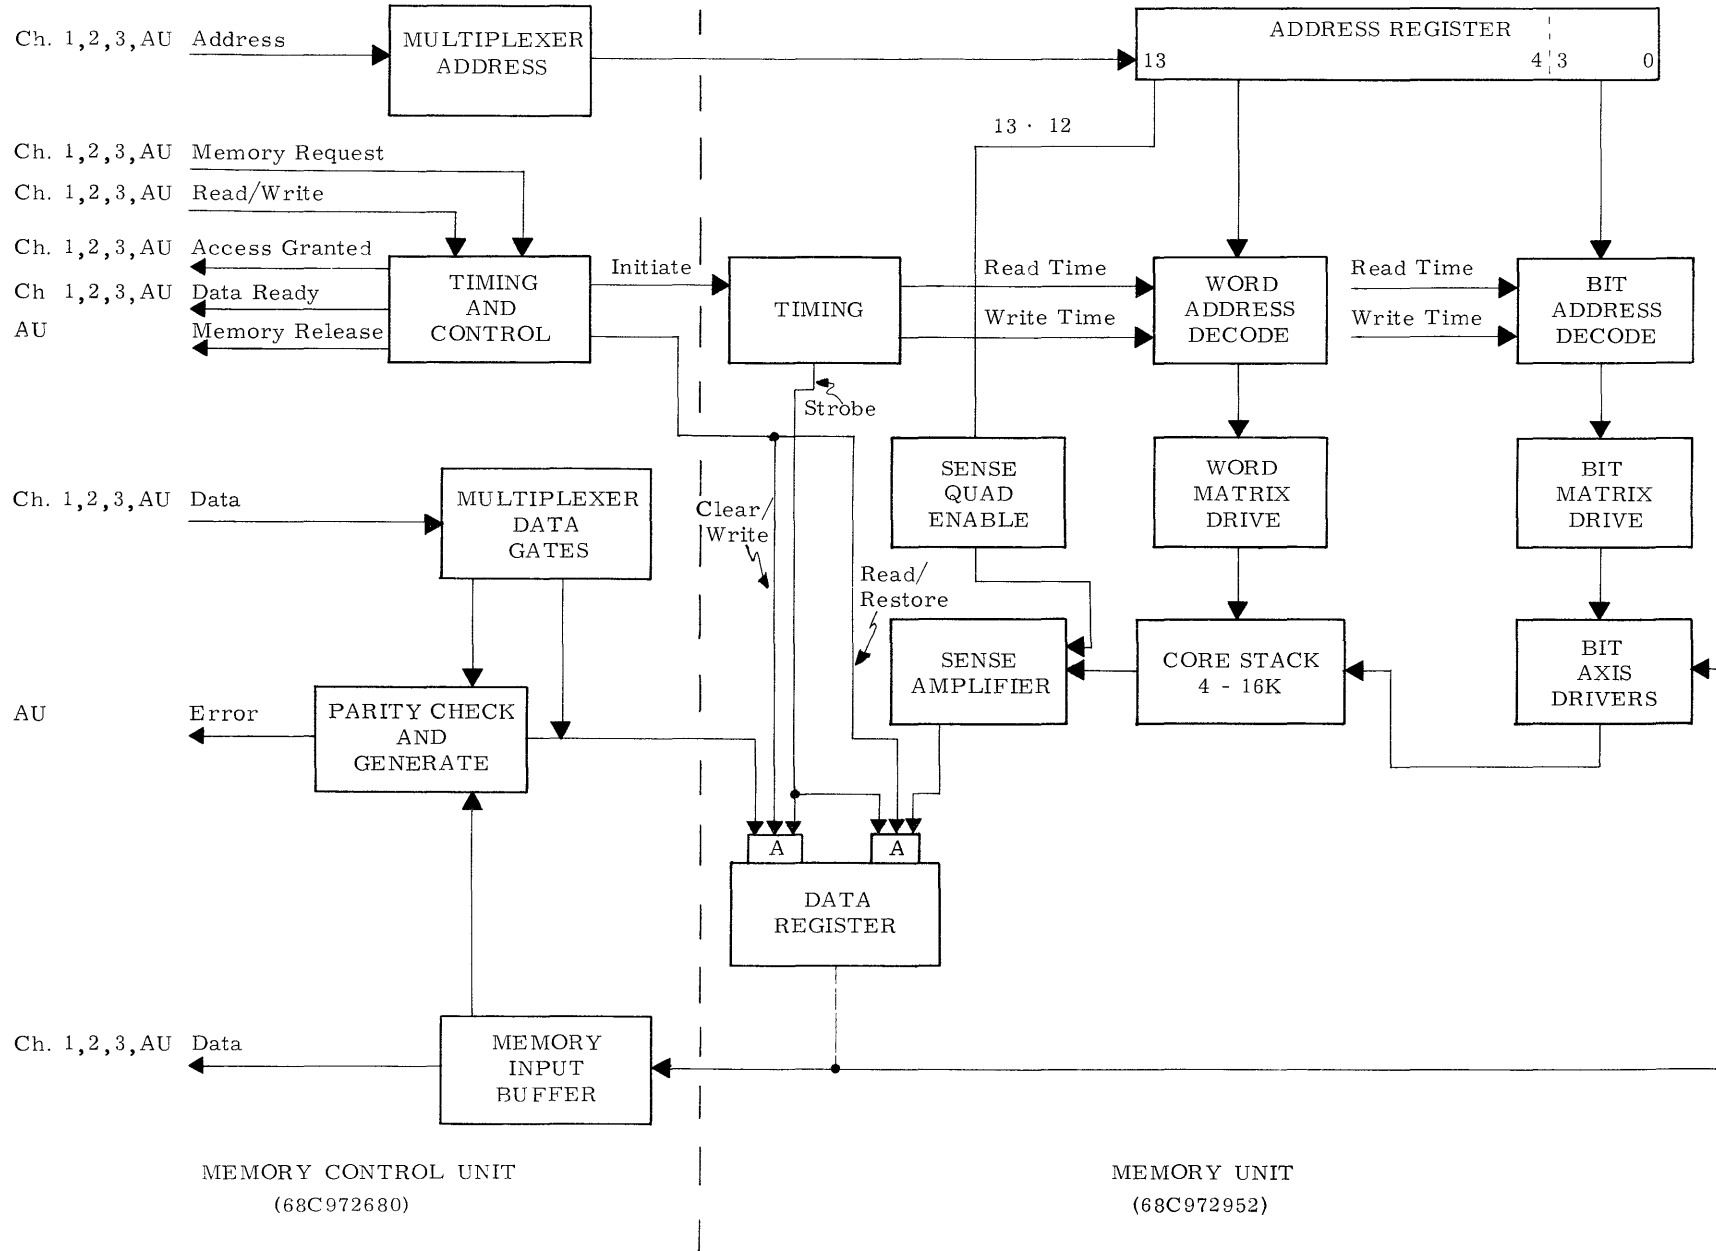 Ch. 1,2,3,AU Address
MULTIPLEXER
ADDRESS
ADDRESS REGISTER
13 4 3 0
13 · 12
Ch. 1,2,3,AU Memory Request
Ch. 1,2,3,AU Read/Write
Ch. 1,2,3,AU Access Granted
Ch 1,2,3,AU Data Ready
AU Memory Release
TIMING
AND
CONTROL
Initiate
TIMING
Read Time
Write Time
WORD
ADDRESS
DECODE
Read Time
Write Time
BIT
ADDRESS
DECODE
Strobe
Ch. 1,2,3,AU Data
MULTIPLEXER
DATA
GATES
Clear/
Write
SENSE
QUAD
ENABLE
WORD
MATRIX
DRIVE
BIT
MATRIX
DRIVE
Read/
Restore
SENSE
AMPLIFIER
CORE STACK
4 - 16K
BIT
AXIS
DRIVERS
AU Error
PARITY CHECK
AND
GENERATE
A A
DATA
REGISTER
Ch. 1,2,3,AU Data
MEMORY
INPUT
BUFFER
MEMORY CONTROL UNIT
(68C972680)
MEMORY UNIT
(68C972952)